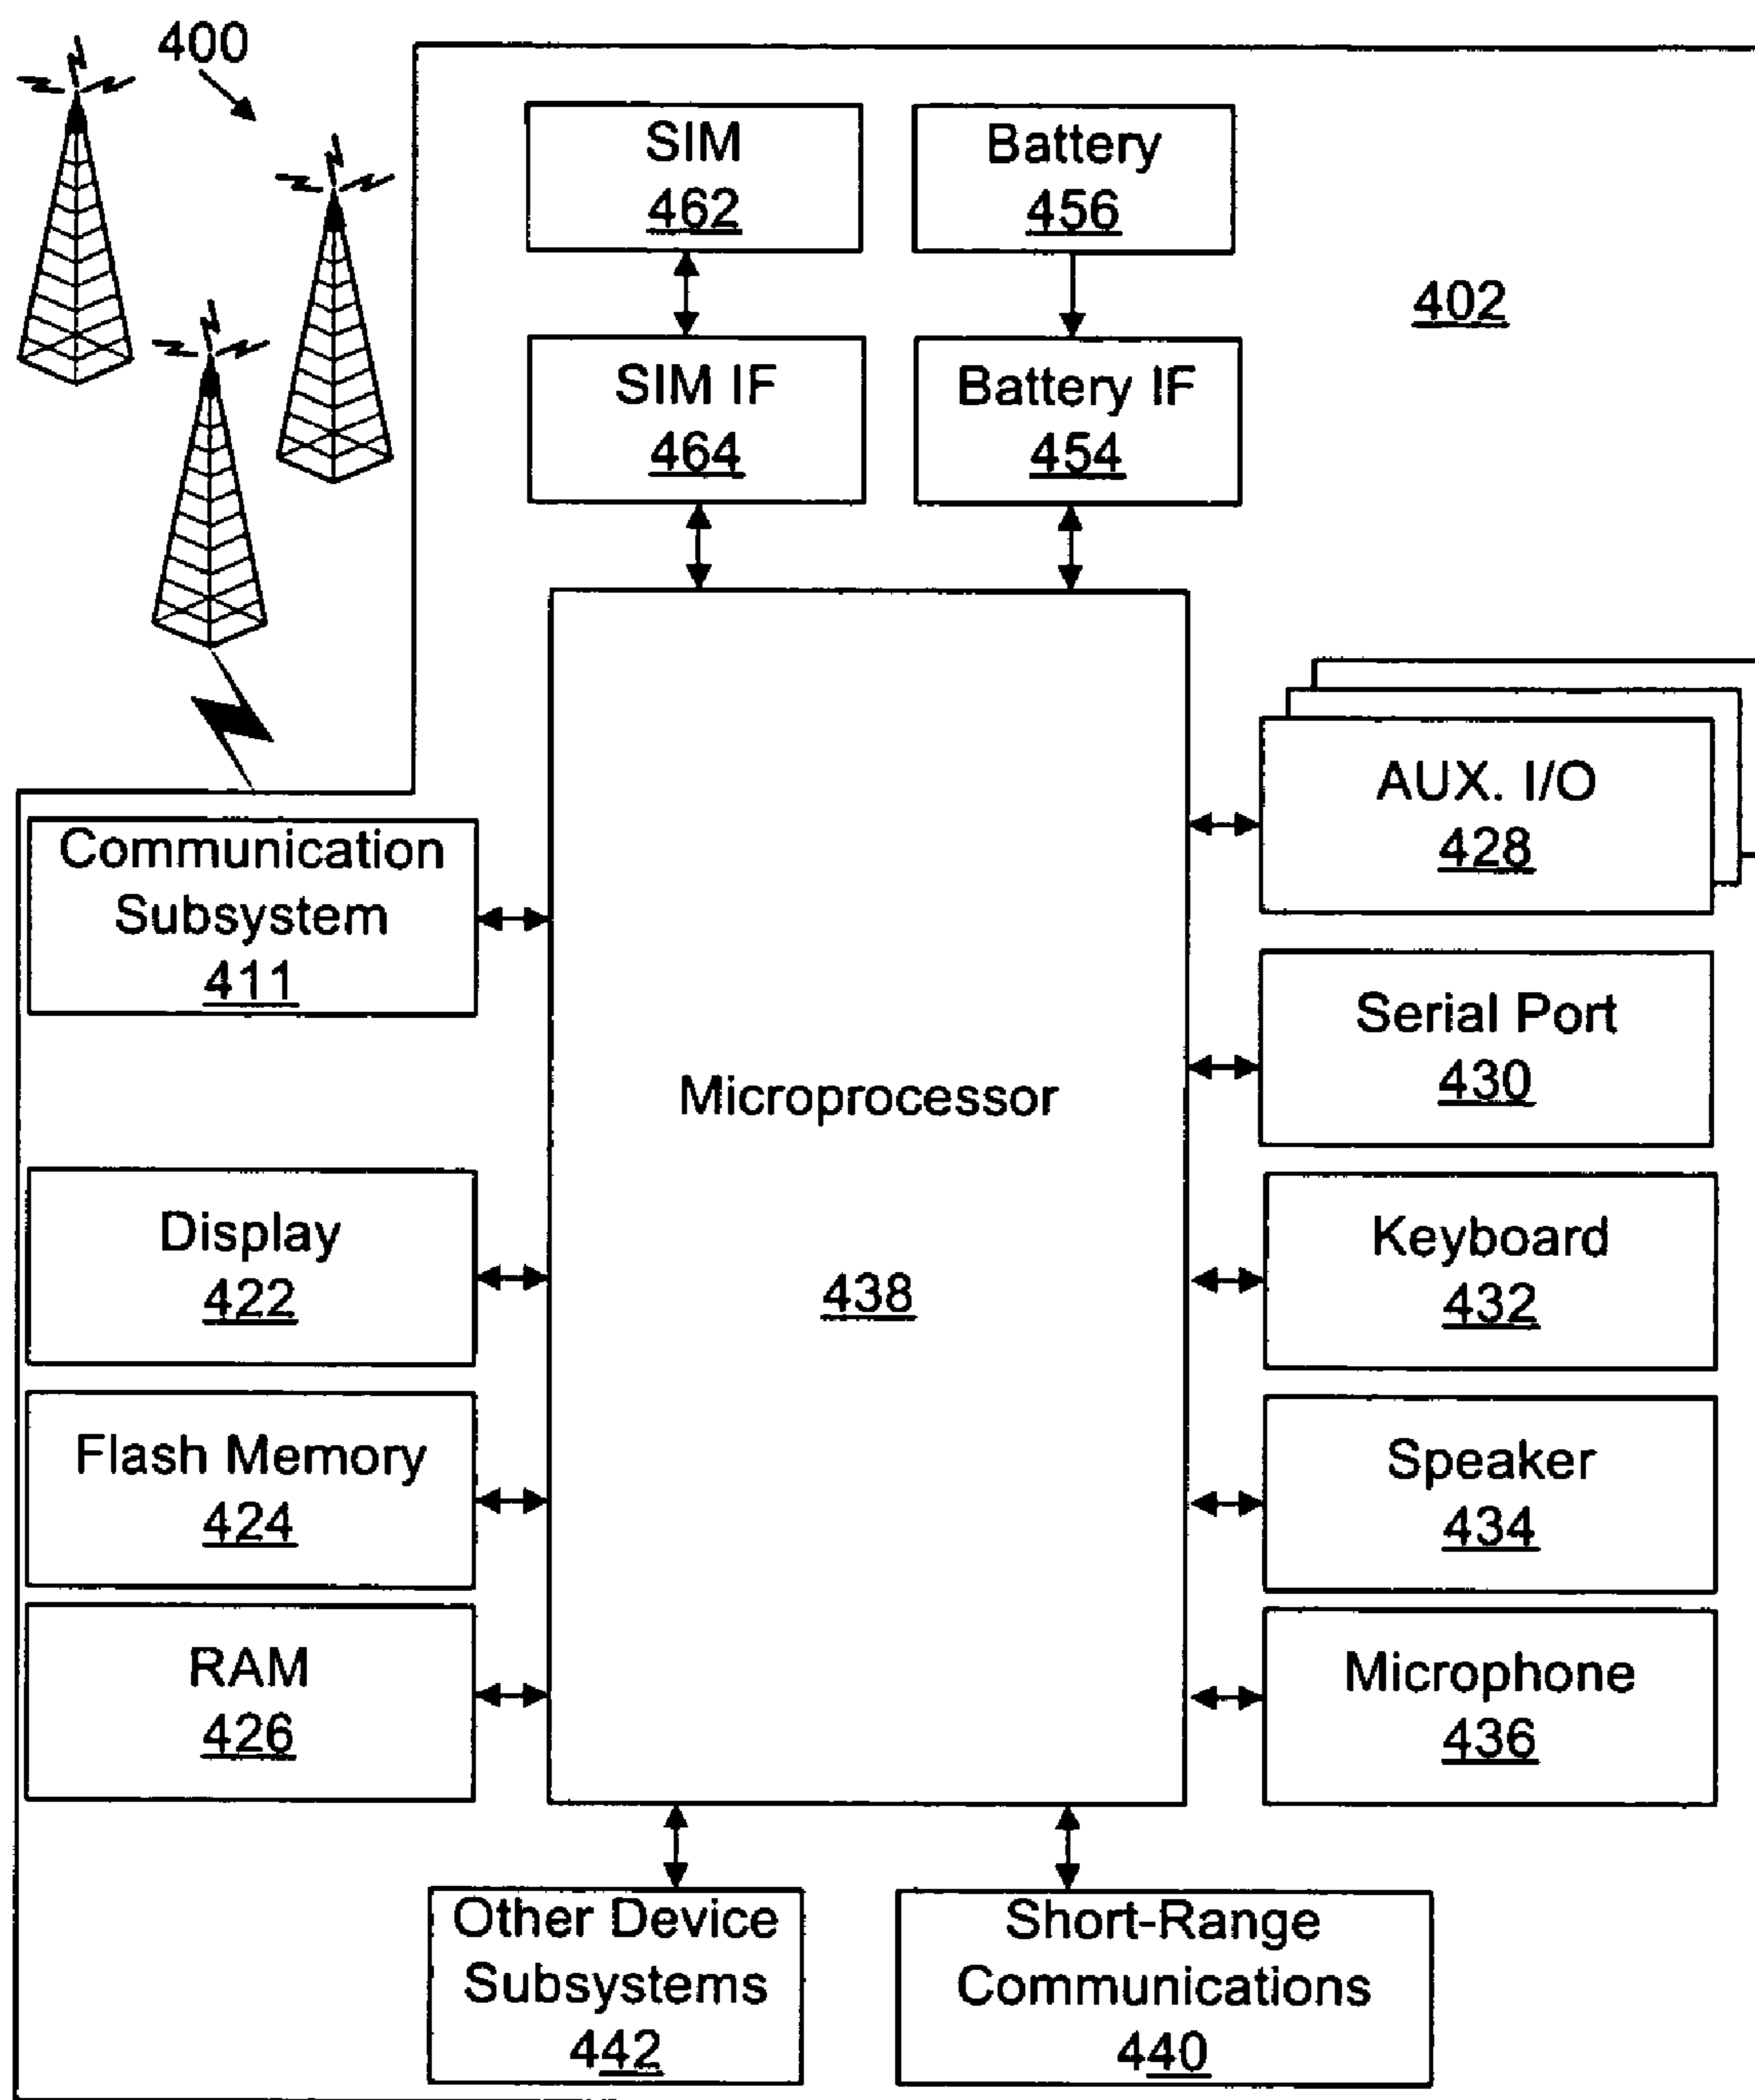 400
SIM
462
Battery
456
402
SIM IF
464
Battery IF
454
AUX. I/O
428
Communication
Subsystem
411
Serial Port
430
Microprocessor
438
Display
422
Keyboard
432
Flash Memory
424
Speaker
434
RAM
426
Microphone
436
Other Device
Subsystems
442
Short-Range
Communications
440